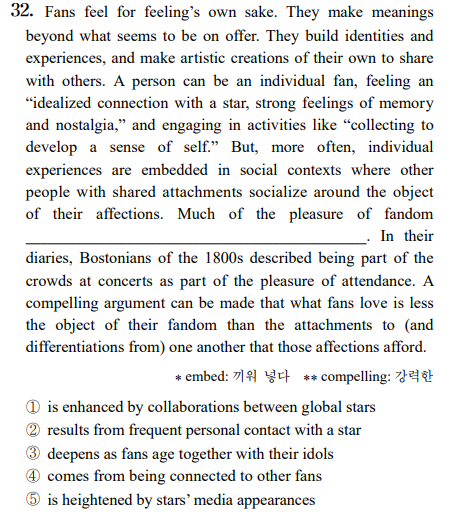 32. Fans feel for feeling’s own sake. They make meanings
beyond what seems to be on offer. They build identities and
experiences, and make artistic creations of their own to share
with others. A person can be an individual fan, feeling an
“idealized connection with a star, strong feelings of memory
and nostalgia,” and engaging in activities like “collecting to
develop a sense of self.” But, more often, individual
experiences are embedded in social contexts where other
people with shared attachments socialize around the object
of their affections. Much of the pleasure of fandom
________________________________________. In their
diaries, Bostonians of the 1800s described being part of the
crowds at concerts as part of the pleasure of attendance. A
compelling argument can be made that what fans love is less
the object of their fandom than the attachments to (and
differentiations from) one another that those affections afford.
* embed: 끼워 넣다 ** compelling: 강력한
① is enhanced by collaborations between global stars
② results from frequent personal contact with a star
③ deepens as fans age together with their idols
④ comes from being connected to other fans
⑤ is heightened by stars’ media appearances